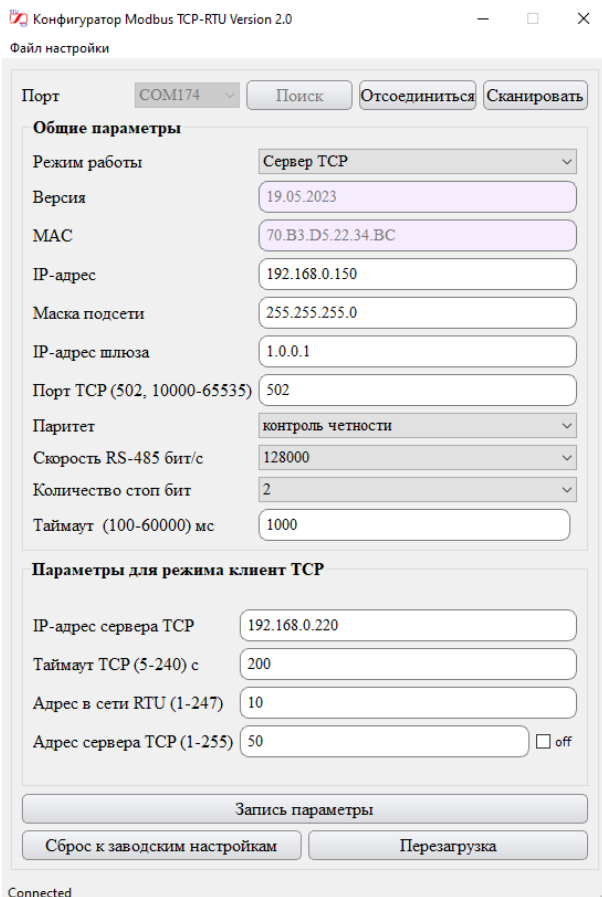 Конфигуратор Modbus TCP-RTU Version 2.0
Файл настройки
Порт COM174 Поиск Отсоединиться Сканировать
Общие параметры
Режим работы Сервер TCP
Версия 19.05.2023
MAC 70.B3.D5.22.34.BC
IP-адрес 192.168.0.150
Маска подсети 255.255.255.0
IP-адрес шлюза 1.0.0.1
Порт TCP (502, 10000-65535) 502
Паритет контроль четности
Скорость RS-485 бит/с 128000
Количество стоп бит 2
Таймаут (100-60000) мс 1000
Параметры для режима клиент TCP
IP-адрес сервера TCP 192.168.0.220
Таймаут TCP (5-240) с 200
Адрес в сети RTU (1-247) 10
Адрес сервера TCP (1-255) 50 off
Запись параметры
Сброс к заводским настройкам Перезагрузка
Connected